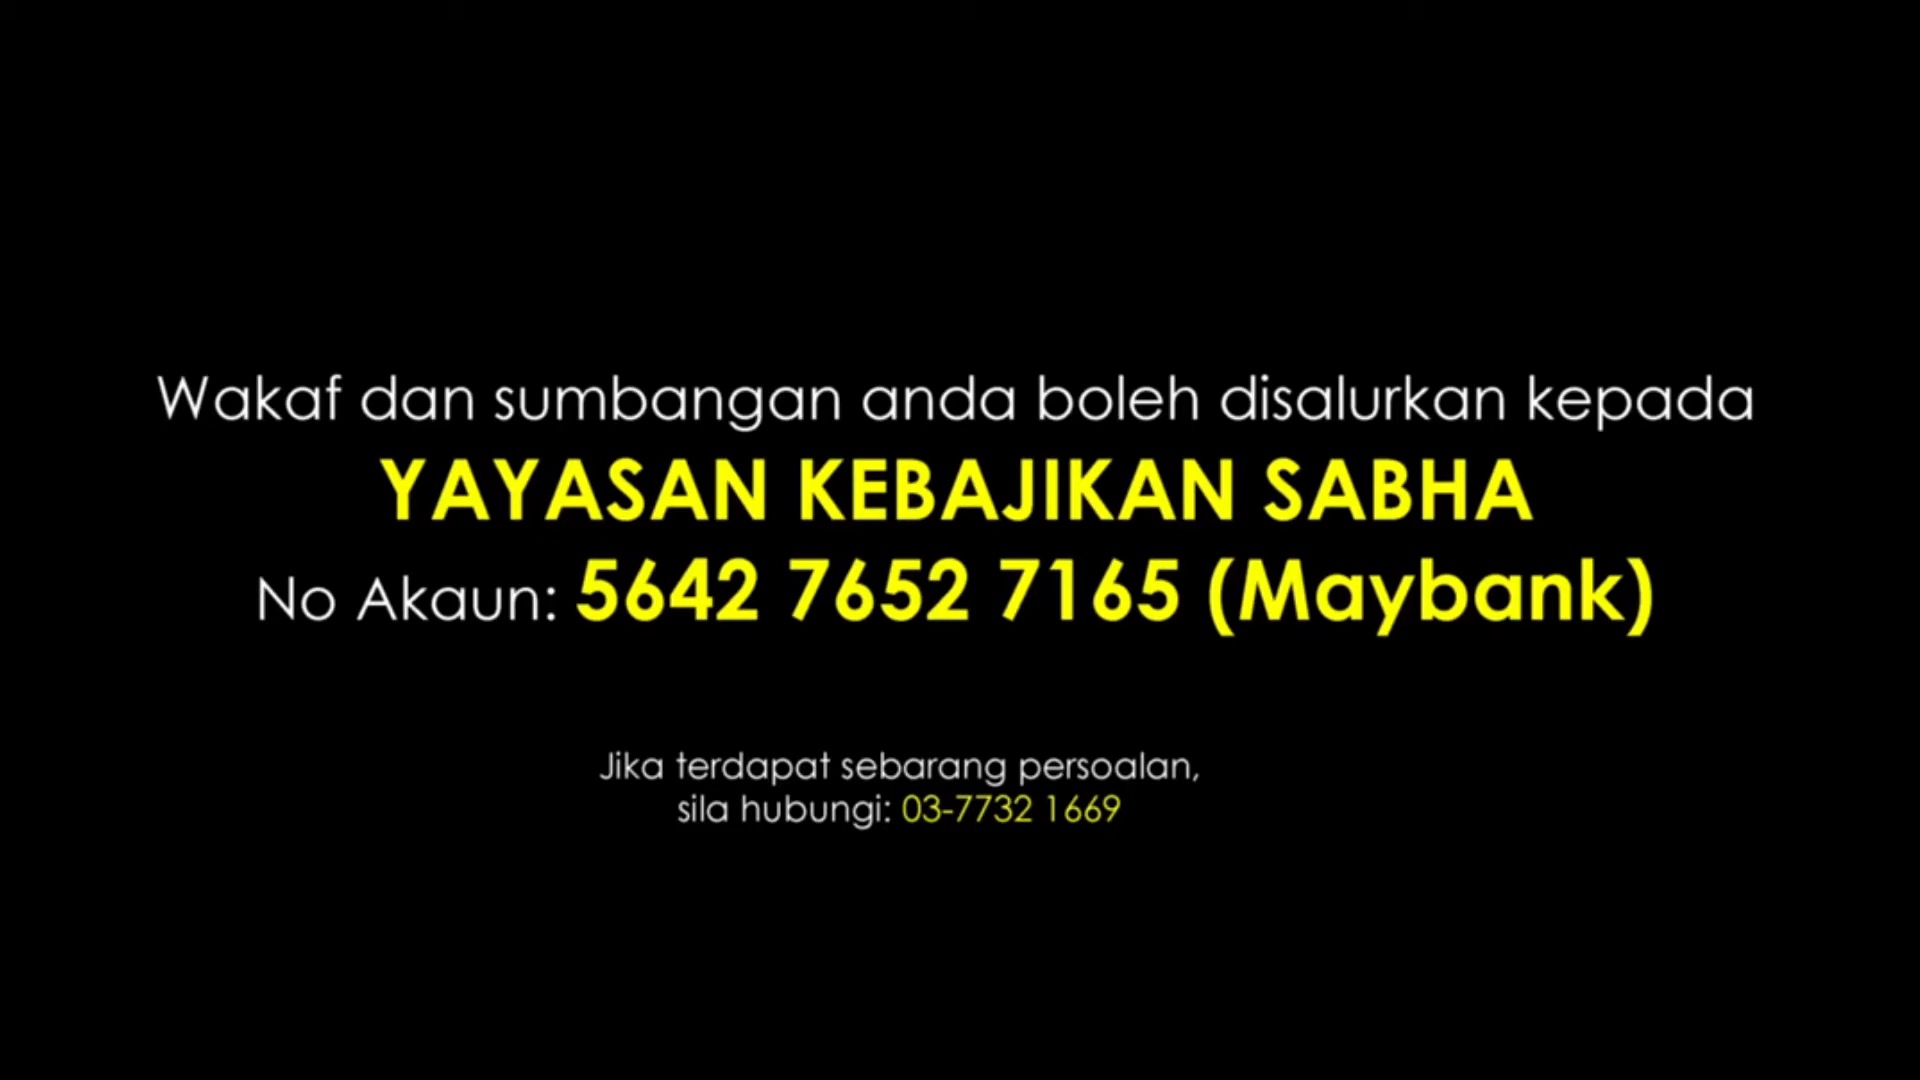 Wakaf dan sumbangan anda boleh disalurkan kepada
YAYASAN KEBAJIKAN SABHA
No Akaun: 5642 7652 7165 (Maybank)
Jika terdapat sebarang persoalan,
sila hubungi: 03-7732 1669